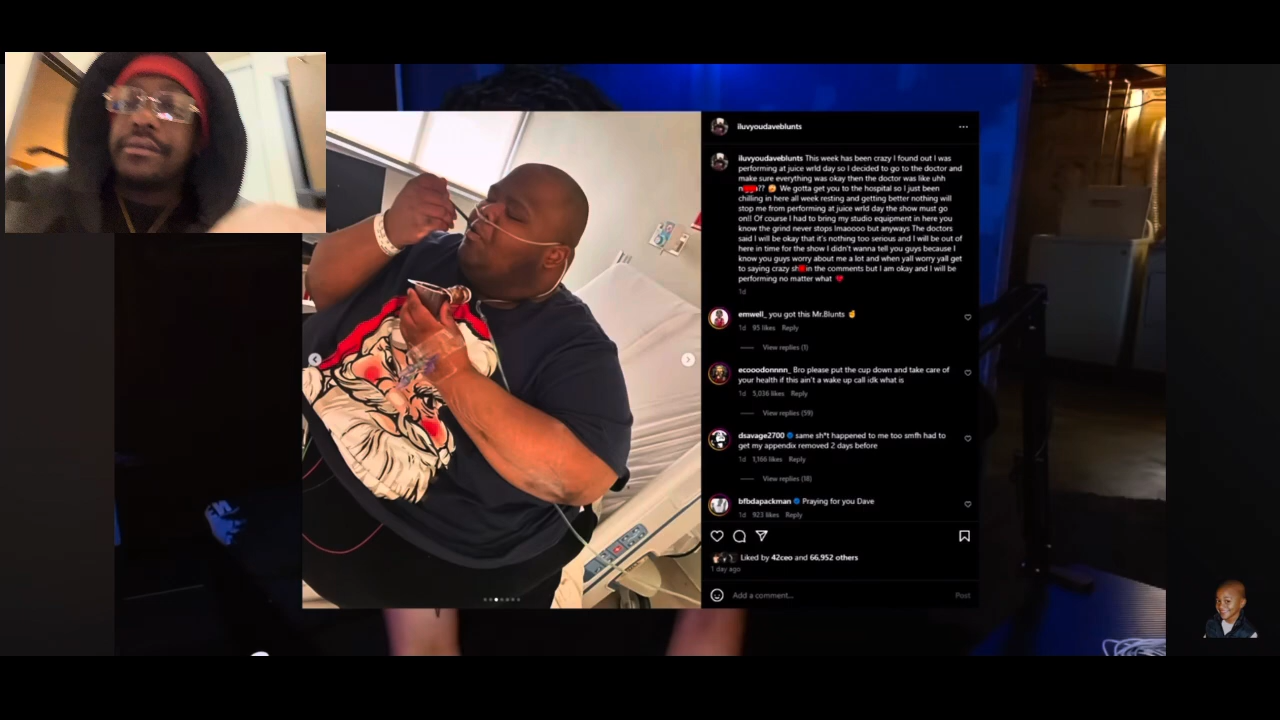 iluvyoudaveblunts
iluvyoudaveblunts This week has been crazy I found out I was
performing at juice wrld day so I decided to go to the doctor and
make sure everything was okay then the doctor was like uhh
?? We gotta get you to the hospital so I just been
chilling in here all week resting and getting better nothing will
stop me from performing at juice wrld day the show must go
on!! Of course I had to bring my studio equipment in here you
know the grind never stops lmaoooo but anyways The doctors
said I will be okay that it's nothing too serious and I will be out of
here in time for the show I didn't wanna tell you guys because I
know you guys worry about me a lot and when yall worry yall get
to saying crazy sh in the comments but I am okay and I will be
performing no matter what
1d
emwell_ you got this Mr.Blunts
1d 95 likes Reply
View replies (1)
ecooodonnnn_ Bro please put the cup down and take care of
your health if this ain't a wake up call idk what is
1d 5,036 likes Reply
View replies (59)
dsavage2700 same sh*t happened to me too smfh had to
get my appendix removed 2 days before
1d 1,166 likes Reply
View replies (18)
bfbdapackman Praying for you Dave
1d 923 likes Reply
Liked by 42ceo and 66,952 others
1 day ago
Add a comment...
Post